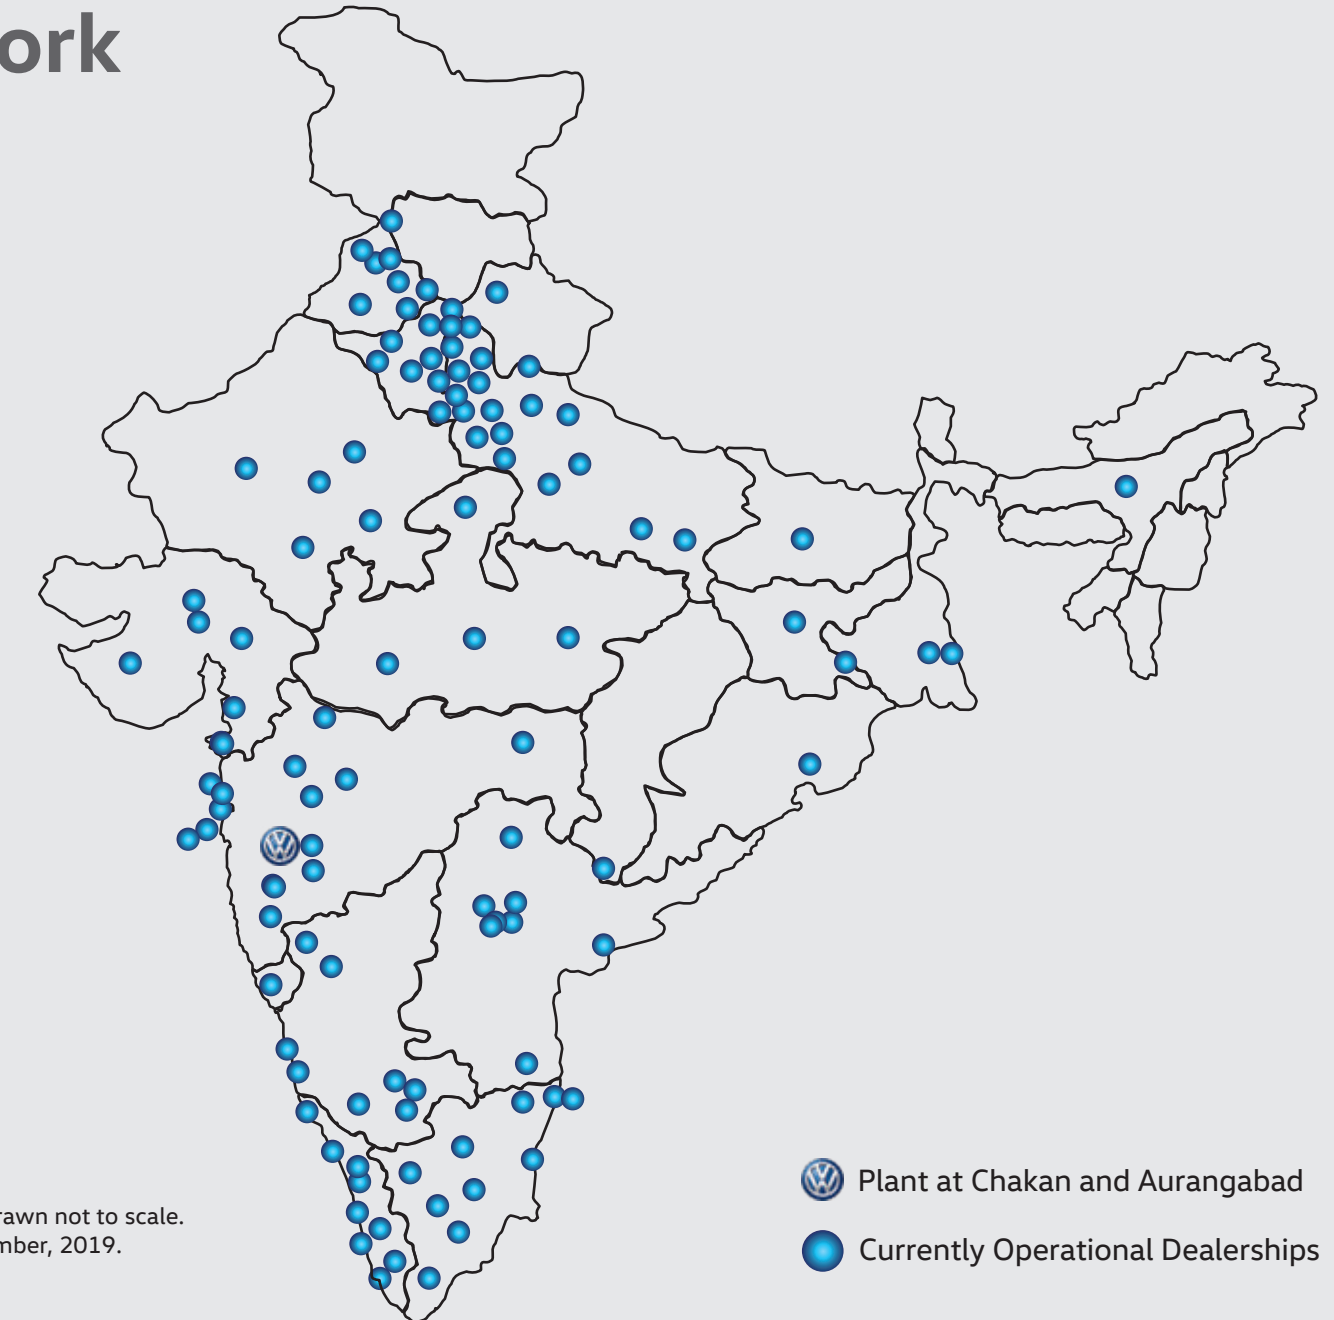 ork
rawn not to scale.
mber, 2019.
Plant at Chakan and Aurangabad
Currently Operational Dealerships